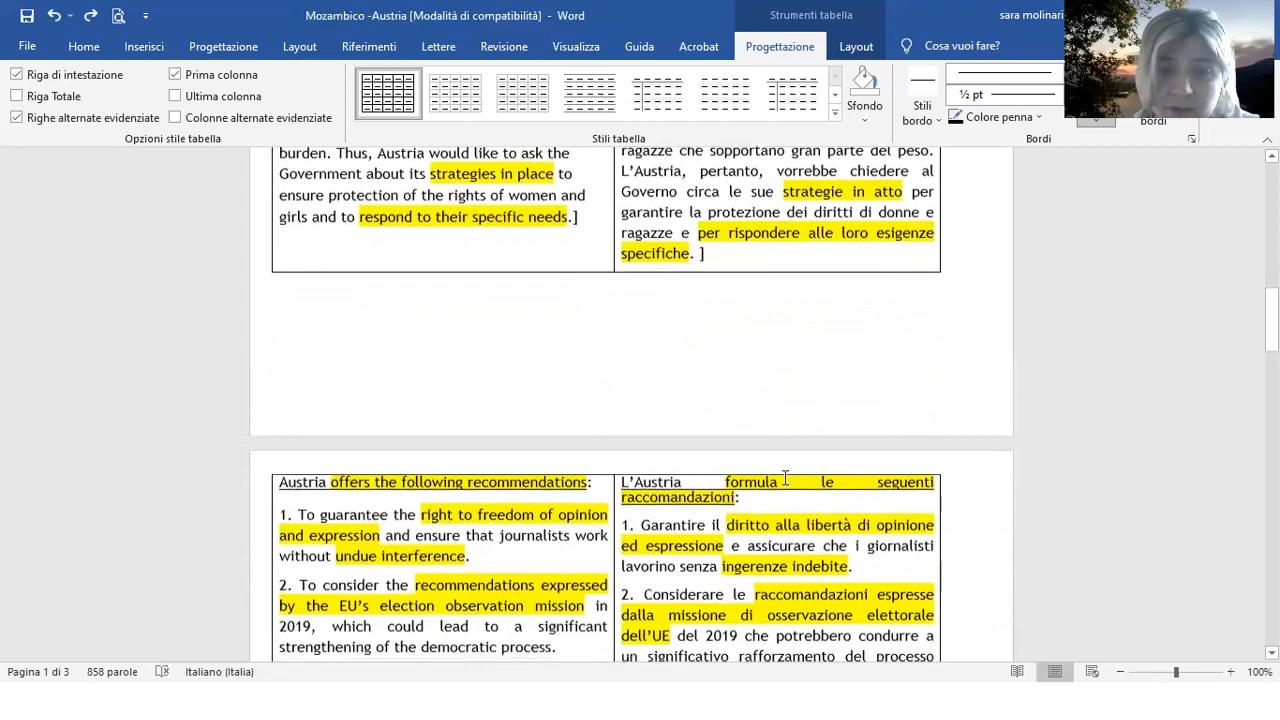 Mozambico -Austria [Modalità di compatibilità] - Word
Strumenti tabella
sara molinari
File Home Inserisci Progettazione Layout Riferimenti Lettere Revisione Visualizza Guida Acrobat Progettazione Layout Cosa vuoi fare?
Riga di intestazione
Prima colonna
Riga Totale
Ultima colonna
Righe alternate evidenziate
Colonne alternate evidenziate
Opzioni stile tabella
Stili tabella
Sfondo
Stili
bordo
½ pt
Colore penna
bordi
Bordi
burden. Thus, Austria would like to ask the
Government about its strategies in place to
ensure protection of the rights of women and
girls and to respond to their specific needs.]
ragazze che sopportano gran parte del peso.
L'Austria, pertanto, vorrebbe chiedere al
Governo circa le sue strategie in atto per
garantire la protezione dei diritti di donne e
ragazze e per rispondere alle loro esigenze
specifiche. ]
Austria offers the following recommendations:
1. To guarantee the right to freedom of opinion
and expression and ensure that journalists work
without undue interference.
2. To consider the recommendations expressed
by the EU's election observation mission in
2019, which could lead to a significant
strengthening of the democratic process.
L'Austria formula le seguenti
raccomandazioni:
1. Garantire il diritto alla libertà di opinione
ed espressione e assicurare che i giornalisti
lavorino senza ingerenze indebite.
2. Considerare le raccomandazioni espresse
dalla missione di osservazione elettorale
dell'UE del 2019 che potrebbero condurre a
un significativo rafforzamento del processo
Pagina 1 di 3 858 parole Italiano (Italia) 100%